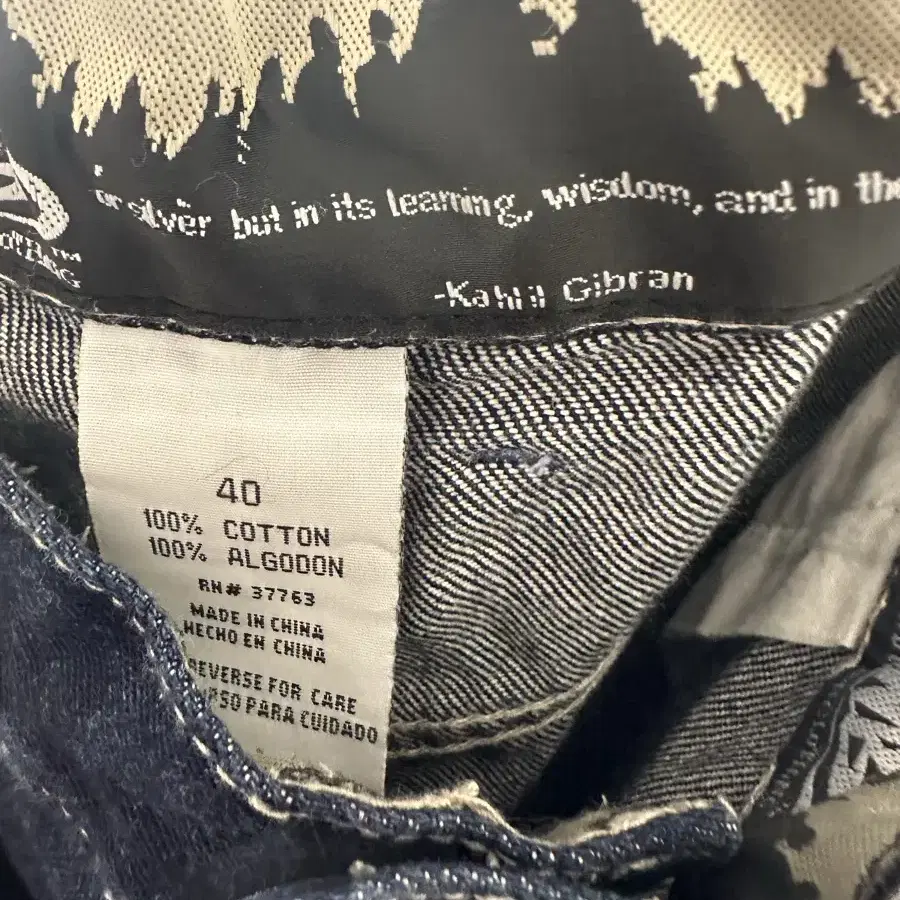 or silver but in its learning, wisdom, and in the
-Kahlil Gibran
40
100% COTTON
100% ALGODON
RN# 37763
MADE IN CHINA
HECHO EN CHINA
REVERSE FOR CARE
PARA CUIDADO